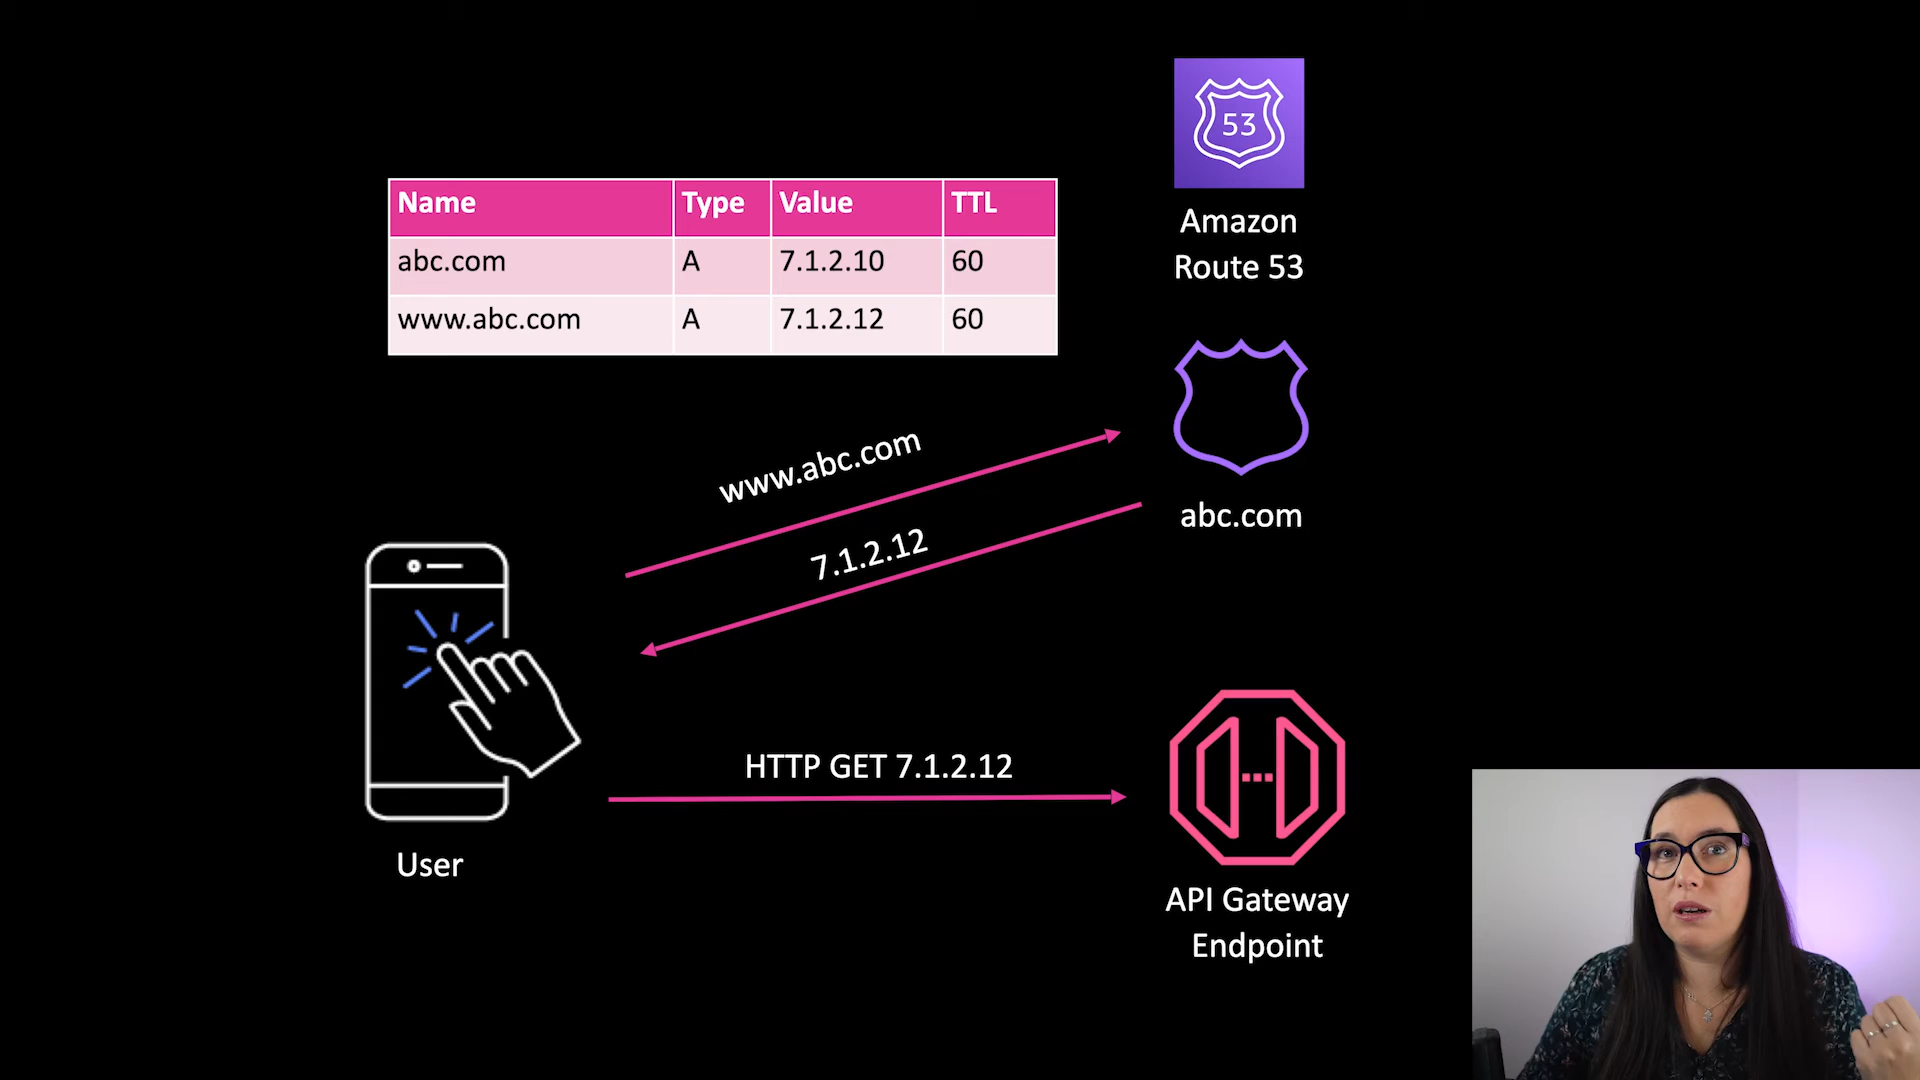 53
Amazon
Route 53
Name Type Value TTL
abc.com A 7.1.2.10 60
www.abc.com A 7.1.2.12 60
www.abc.com
abc.com
7.1.2.12
HTTP GET 7.1.2.12
User
API Gateway
Endpoint